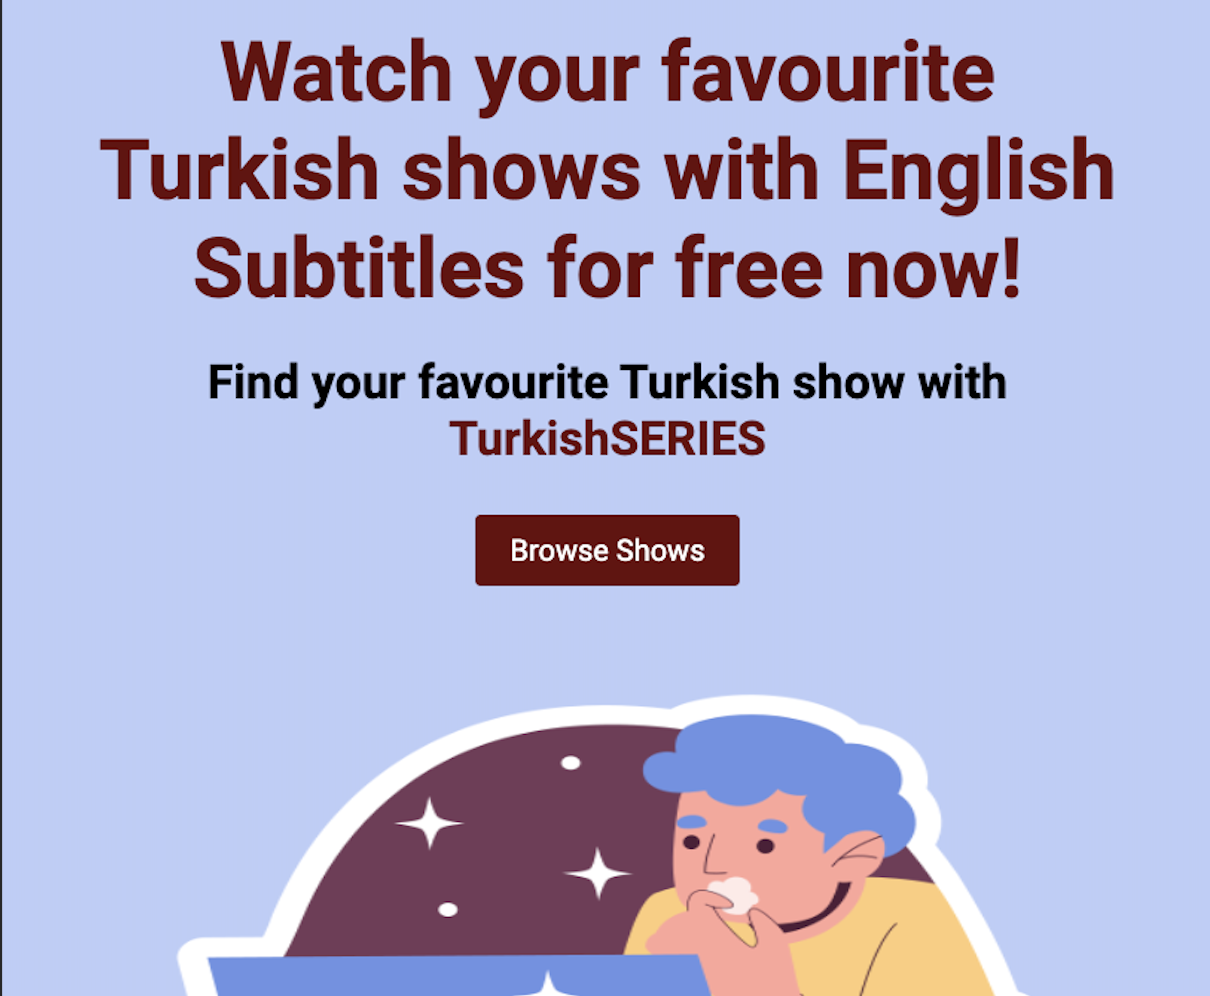 Watch your favourite
Turkish shows with English
Subtitles for free now!
Find your favourite Turkish show with
TurkishSERIES
Browse Shows